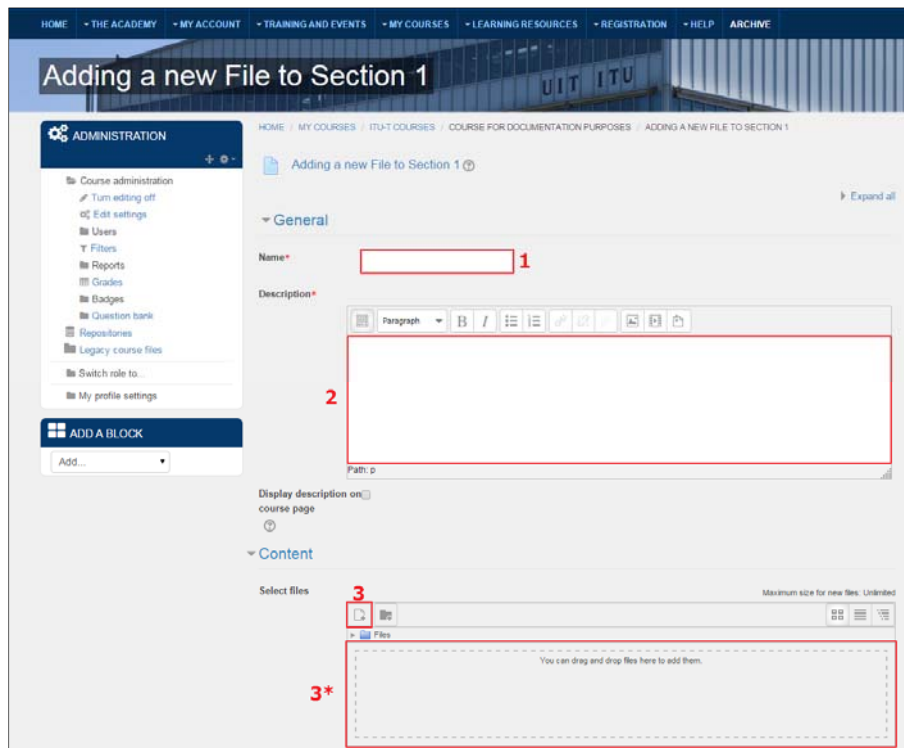 HOME THE ACADEMY MY ACCOUNT TRAINING AND EVENTS MY COURSES LEARNING RESOURCES REGISTRATION HELP ARCHIVE
Adding a new File to Section 1
UIT ITU
ADMINISTRATION
Course administration
Turn editing off
Edit settings
Users
Filters
Reports
Grades
Badges
Question bank
Repositories
Legacy course files
Switch role to...
My profile settings
ADD A BLOCK
Add...
HOME / MY COURSES / ITU-T COURSES / COURSE FOR DOCUMENTATION PURPOSES / ADDING A NEW FILE TO SECTION 1
Adding a new File to Section 1
Expand all
General
Name*
1
Description*
Paragraph B I
2
Path: p
Display description on
course page
Content
Select files
3
Maximum size for new files: Unlimited
Files
You can drag and drop files here to add them.
3*